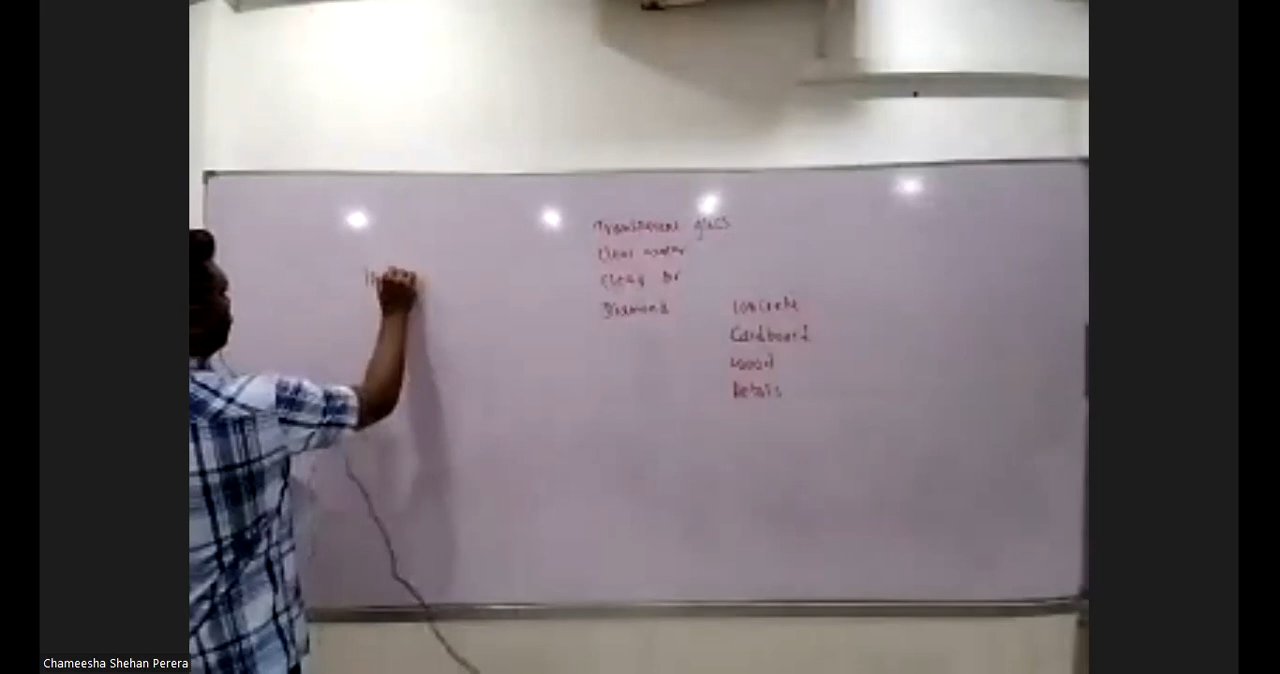 Transparent glass
Clear water
Clear air
Diamond
Concrete
Cardboard
Wood
Metals
Chameesha Shehan Perera